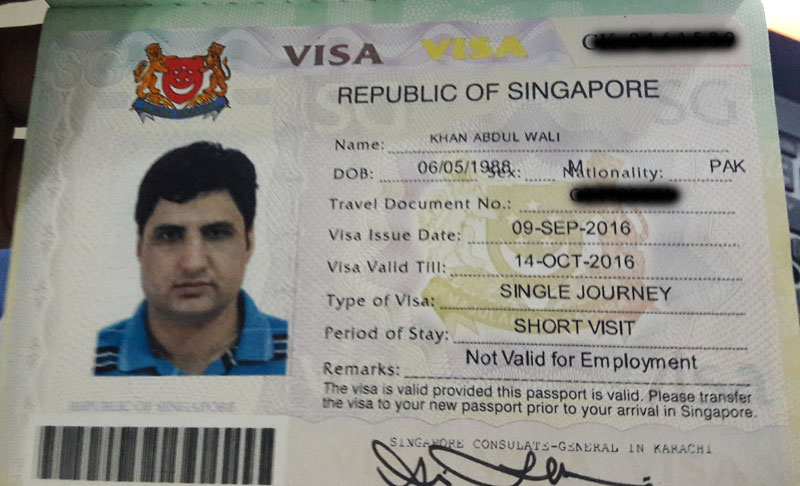 VISA VISA
REPUBLIC OF SINGAPORE
Name: KHAN ABDUL WALI
DOB: 06/05/1988 Sex: M Nationality: PAK
Travel Document No.:
Visa Issue Date: 09-SEP-2016
Visa Valid Till: 14-OCT-2016
Type of Visa: SINGLE JOURNEY
Period of Stay: SHORT VISIT
Remarks: Not Valid for Employment
The visa is valid provided this passport is valid. Please transfer
the visa to your new passport prior to your arrival in Singapore.
REPUBLIC OF SINGAPORE
SINGAPORE CONSULATE-GENERAL IN KARACHI